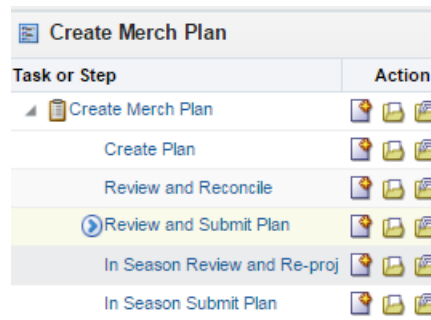 Create Merch Plan
Task or Step Action
Create Merch Plan
Create Plan
Review and Reconcile
Review and Submit Plan
In Season Review and Re-proj
In Season Submit Plan